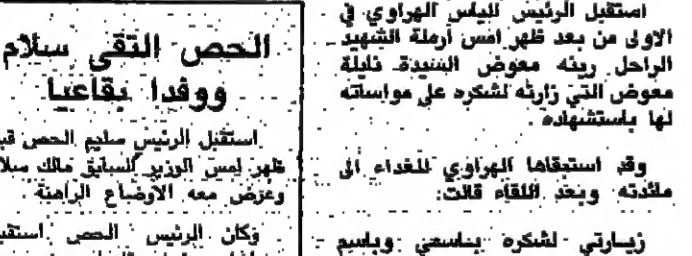 استقبل الرئيس الياس الهراوي في
الاولى من بعد ظهر امس أرملة الشهيد
الراحل رينه معوض السيدة نايلة
معوض التي زارته لشكره على مواساته
لها باستشهاده .
وقد استبقاها الهراوي للغداء الى
مائدته وبعد اللقاء قالت:
زيارتي لشكره باسمي وباسم
الحص التقى سلام
ووفدا بقاعيا
استقبل الرئيس سليم الحص قبل
ظهر امس الوزير السابق مالك سلام
وعرض معه الأوضاع الراهنة .
وكان الرئيس الحص استقبل